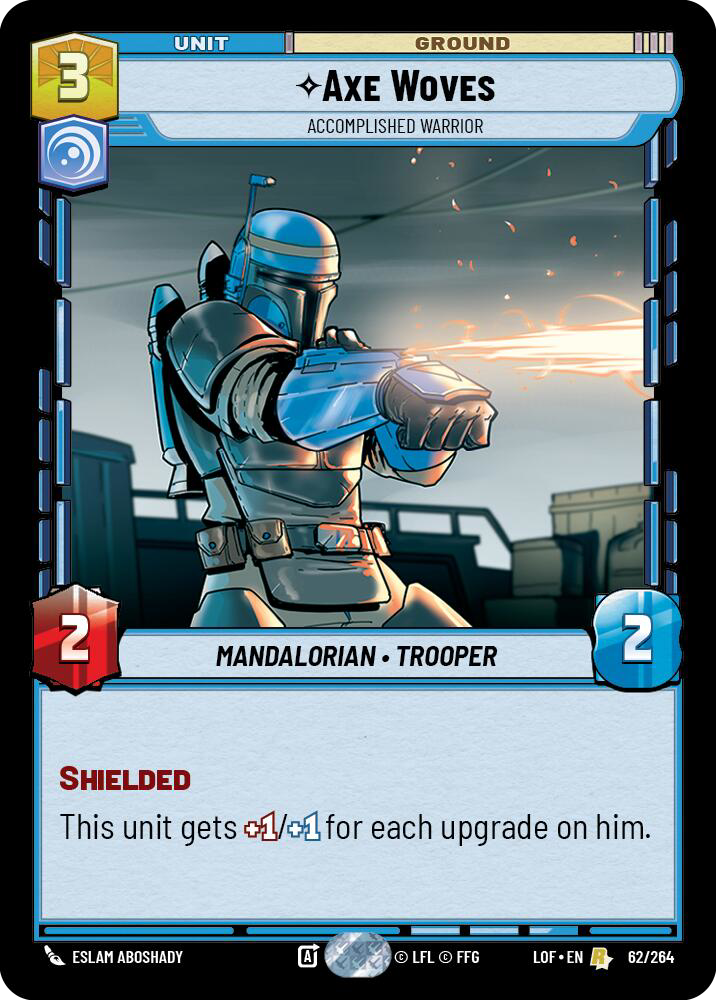 UNIT
GROUND
3
✧AXE WOVES
ACCOMPLISHED WARRIOR
2
MANDALORIAN • TROOPER
2
SHIELDED
This unit gets +1/+1 for each upgrade on him.
ESLAM ABOSHADY
A
© LFL © FFG
LOF • EN
R
62/264